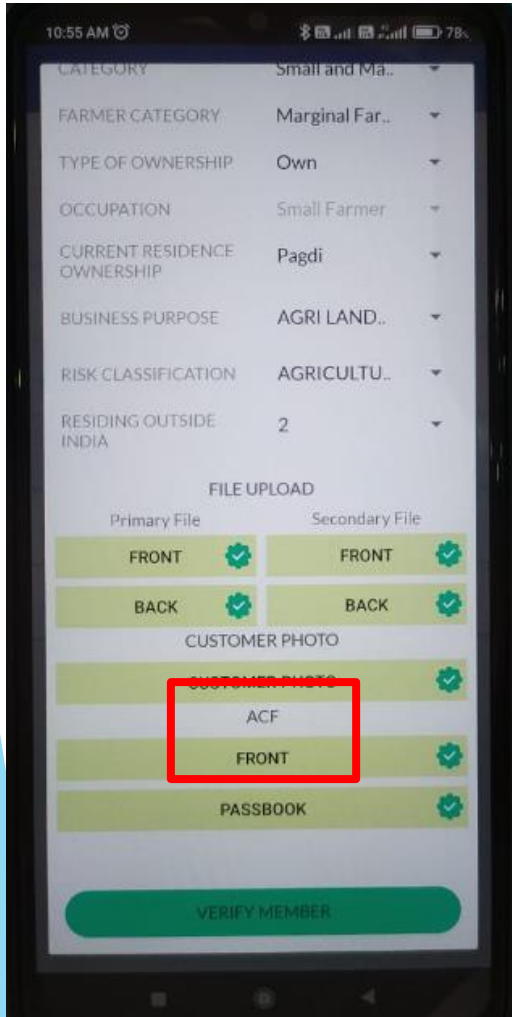 10:55 AM 78%
CATEGORY Small and Ma..
FARMER CATEGORY Marginal Far..
TYPE OF OWNERSHIP Own
OCCUPATION Small Farmer
CURRENT RESIDENCE
OWNERSHIP Pagdi
BUSINESS PURPOSE AGRI LAND..
RISK CLASSIFICATION AGRICULTU..
RESIDING OUTSIDE
INDIA 2
FILE UPLOAD
Primary File Secondary File
FRONT FRONT
BACK BACK
CUSTOMER PHOTO
CUSTOMER PHOTO
ACF
FRONT
PASSBOOK
VERIFY MEMBER